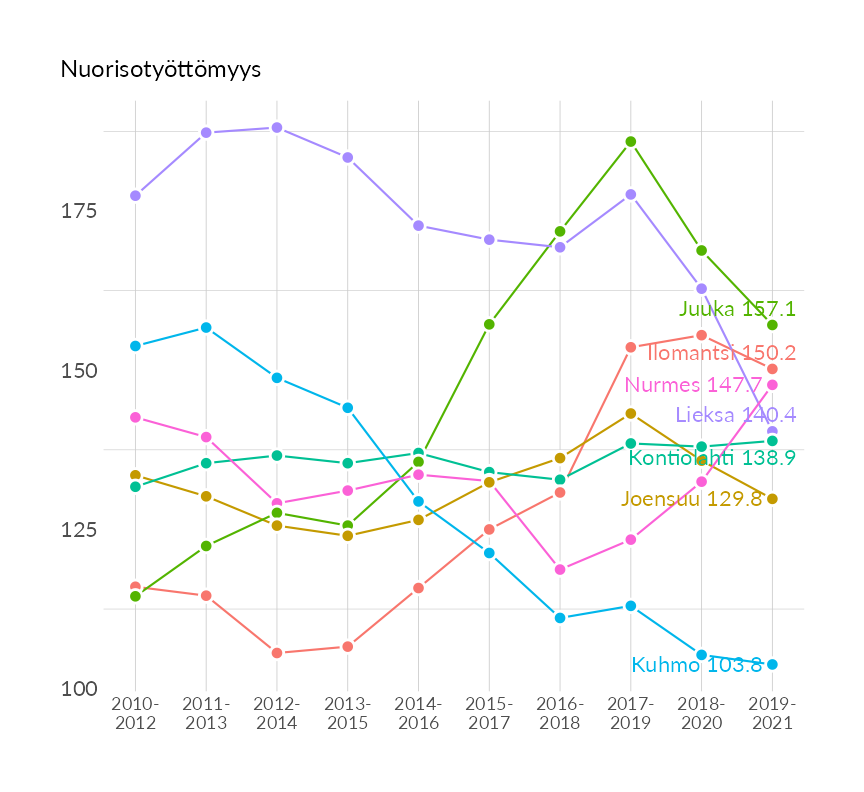 Nuorisotyöttömyys
175
150
125
100
Juuka 157.1
Ilomantsi 150.2
Nurmes 147.7
Lieksa 140.4
Kontiolahti 138.9
Joensuu 129.8
Kuhmo 103.8
2010- 2011- 2012- 2013- 2014- 2015- 2016- 2017- 2018- 2019-
2012 2013 2014 2015 2016 2017 2018 2019 2020 2021